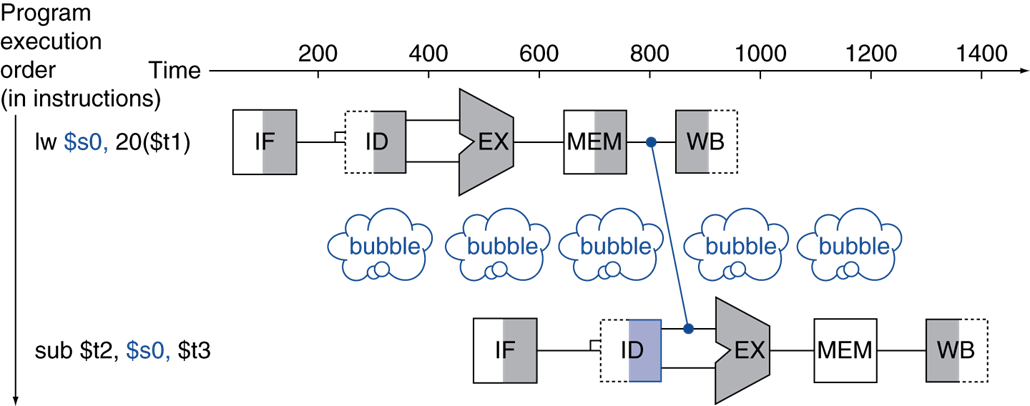 Program
execution
order
(in instructions)
Time
200 400 600 800 1000 1200 1400
lw $s0, 20($t1)
IF ID EX MEM WB
bubble bubble bubble bubble bubble
sub $t2, $s0, $t3
IF ID EX MEM WB